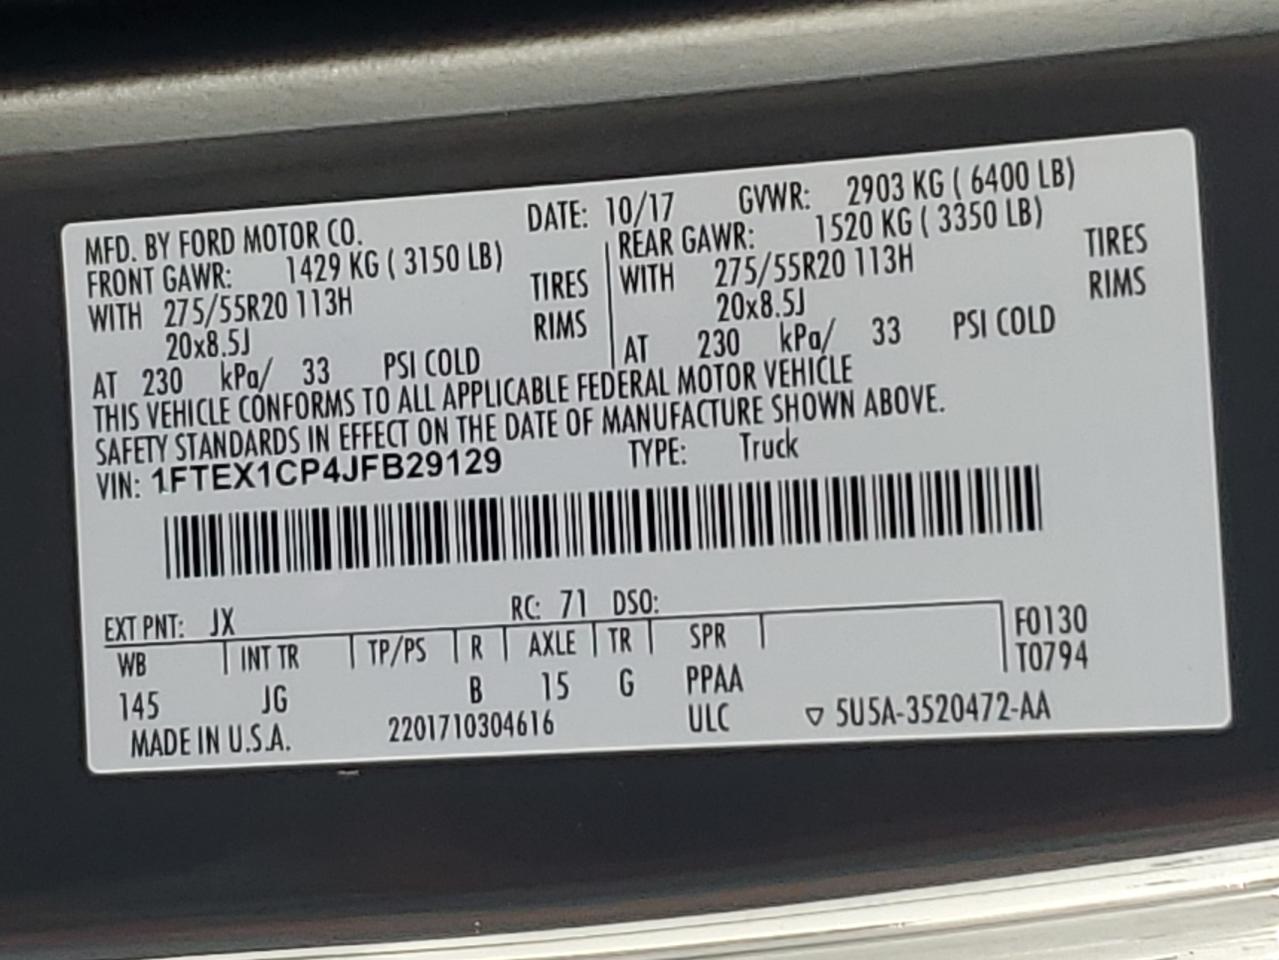 MFD. BY FORD MOTOR CO. DATE: 10/17 GVWR: 2903 KG ( 6400 LB)
FRONT GAWR: 1429 KG ( 3150 LB) REAR GAWR: 1520 KG ( 3350 LB)
WITH 275/55R20 113H TIRES WITH 275/55R20 113H TIRES
20x8.5J RIMS 20x8.5J RIMS
AT 230 kPa/ 33 PSI COLD AT 230 kPa/ 33 PSI COLD
THIS VEHICLE CONFORMS TO ALL APPLICABLE FEDERAL MOTOR VEHICLE
SAFETY STANDARDS IN EFFECT ON THE DATE OF MANUFACTURE SHOWN ABOVE.
VIN: 1FTEX1CP4JFB29129 TYPE: Truck
EXT PNT: JX RC: 71 DSO:
WB INT TR TP/PS R AXLE TR SPR F0130
T0794
145 JG B 15 G PPAA
MADE IN U.S.A. 2201710304616 ULC ▽ 5U5A-3520472-AA